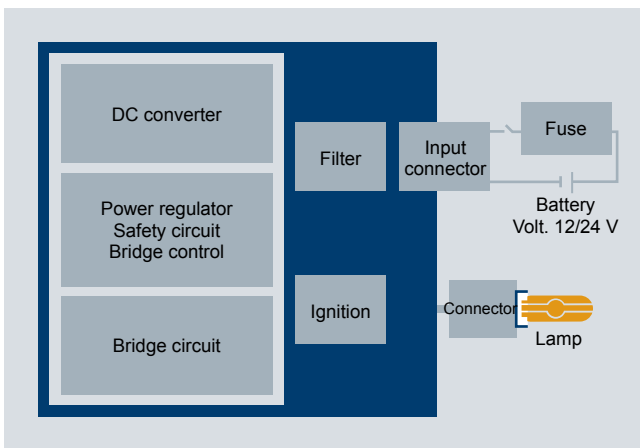 DC converter
Power regulator
Safety circuit
Bridge control
Bridge circuit
Filter
Ignition
Input
connector
Fuse
Battery
Volt. 12/24 V
Connector
Lamp